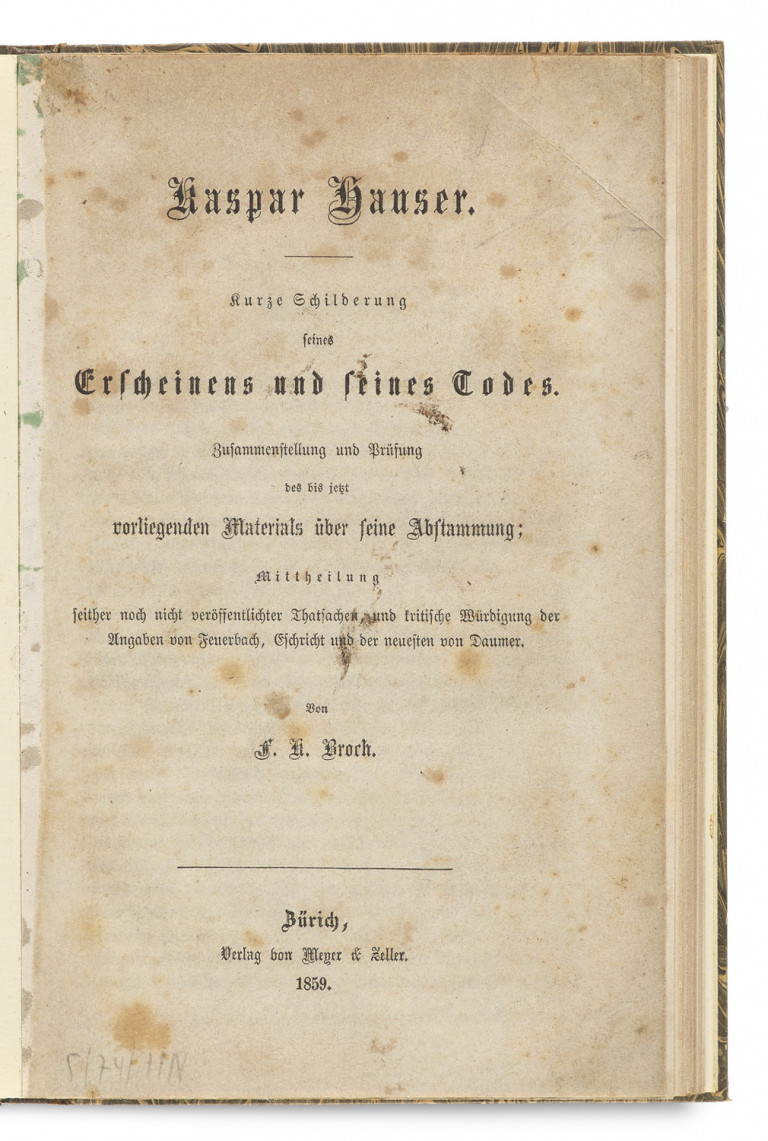 Kaspar Hauser.
Kurze Schilderung
seines
Erscheinens und seines Todes.
Zusammenstellung und Prüfung
des bis jetzt
vorliegenden Materials über seine Abstammung;
Mittheilung
seither noch nicht veröffentlichter Thatsachen, und kritische Würdigung der
Angaben von Feuerbach, Eschricht und der neuesten von Daumer.
Von
F. K. Broch.
Zürich,
Verlag von Meyer & Zeller.
1859.